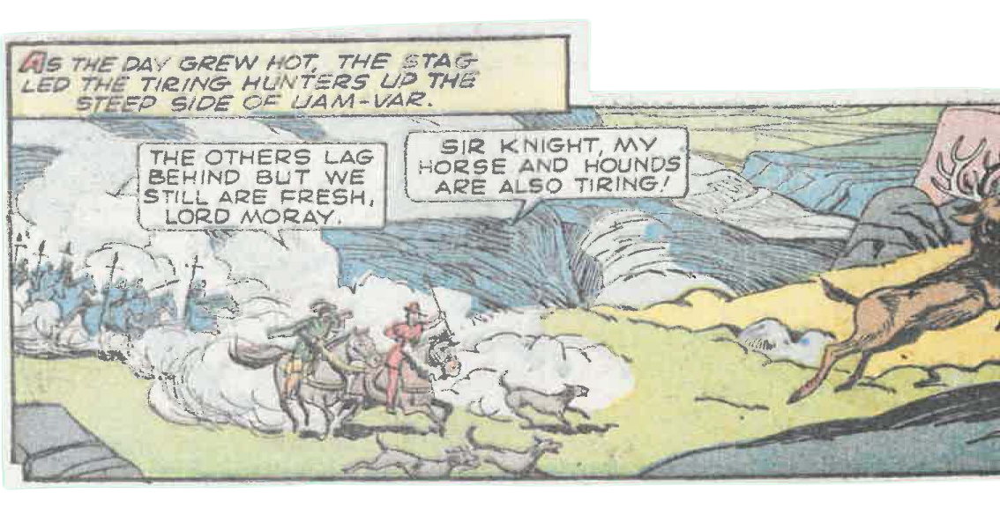 AS THE DAY GREW HOT, THE STAG
LED THE TIRING HUNTERS UP THE
STEEP SIDE OF UAM-VAR.
THE OTHERS LAG
BEHIND BUT WE
STILL ARE FRESH,
LORD MORAY.
SIR KNIGHT, MY
HORSE AND HOUNDS
ARE ALSO TIRING!